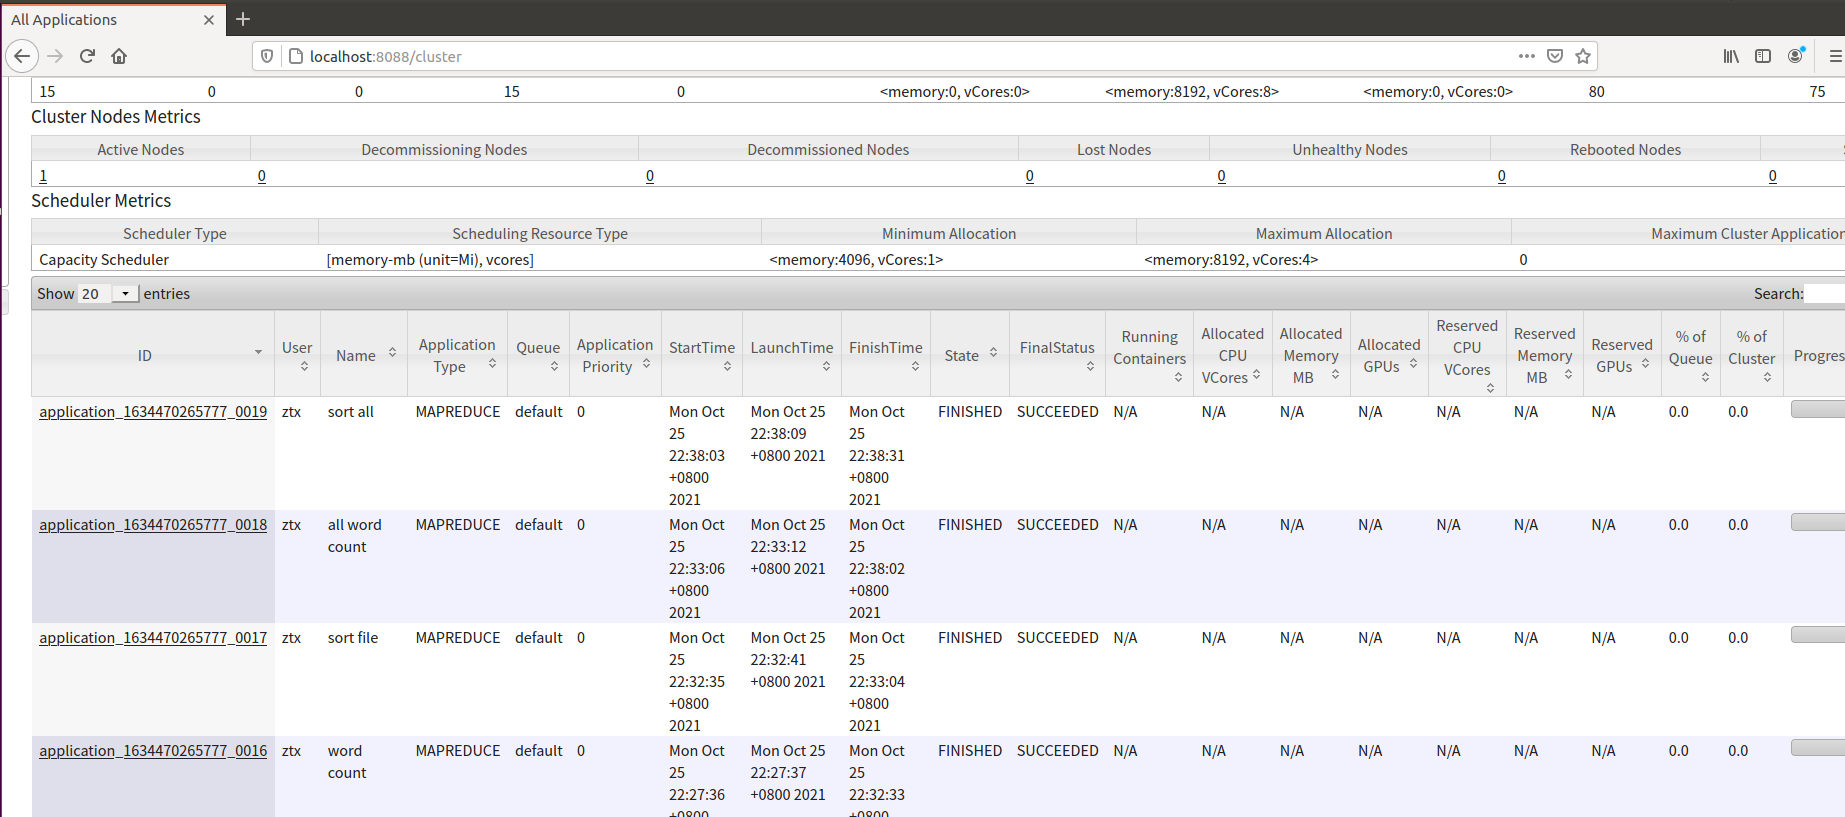 All Applications
localhost:8088/cluster
15 0 0 15 0 <memory:0, vCores:0> <memory:8192, vCores:8> <memory:0, vCores:0> 80 75
Cluster Nodes Metrics
Active Nodes Decommissioning Nodes Decommissioned Nodes Lost Nodes Unhealthy Nodes Rebooted Nodes
1 0 0 0 0 0 0
Scheduler Metrics
Scheduler Type Scheduling Resource Type Minimum Allocation Maximum Allocation Maximum Cluster Application
Capacity Scheduler [memory-mb (unit=Mi), vcores] <memory:4096, vCores:1> <memory:8192, vCores:4> 0
Show 20 entries Search:
ID User Name Application Type Queue Application Priority StartTime LaunchTime FinishTime State FinalStatus Running Containers Allocated CPU VCores Allocated Memory MB Allocated GPUs Reserved CPU VCores Reserved Memory MB Reserved GPUs % of Queue % of Cluster Progres
application_1634470265777_0019 ztx sort all MAPREDUCE default 0 Mon Oct 25 22:38:03 +0800 2021 Mon Oct 25 22:38:09 +0800 2021 Mon Oct 25 22:38:31 +0800 2021 FINISHED SUCCEEDED N/A N/A N/A N/A N/A N/A N/A 0.0 0.0
application_1634470265777_0018 ztx all word count MAPREDUCE default 0 Mon Oct 25 22:33:06 +0800 2021 Mon Oct 25 22:33:12 +0800 2021 Mon Oct 25 22:38:02 +0800 2021 FINISHED SUCCEEDED N/A N/A N/A N/A N/A N/A N/A 0.0 0.0
application_1634470265777_0017 ztx sort file MAPREDUCE default 0 Mon Oct 25 22:32:35 +0800 2021 Mon Oct 25 22:32:41 +0800 2021 Mon Oct 25 22:33:04 +0800 2021 FINISHED SUCCEEDED N/A N/A N/A N/A N/A N/A N/A 0.0 0.0
application_1634470265777_0016 ztx word count MAPREDUCE default 0 Mon Oct 25 22:27:36 +0800 Mon Oct 25 22:27:37 +0800 2021 Mon Oct 25 22:32:33 +0800 FINISHED SUCCEEDED N/A N/A N/A N/A N/A N/A N/A 0.0 0.0